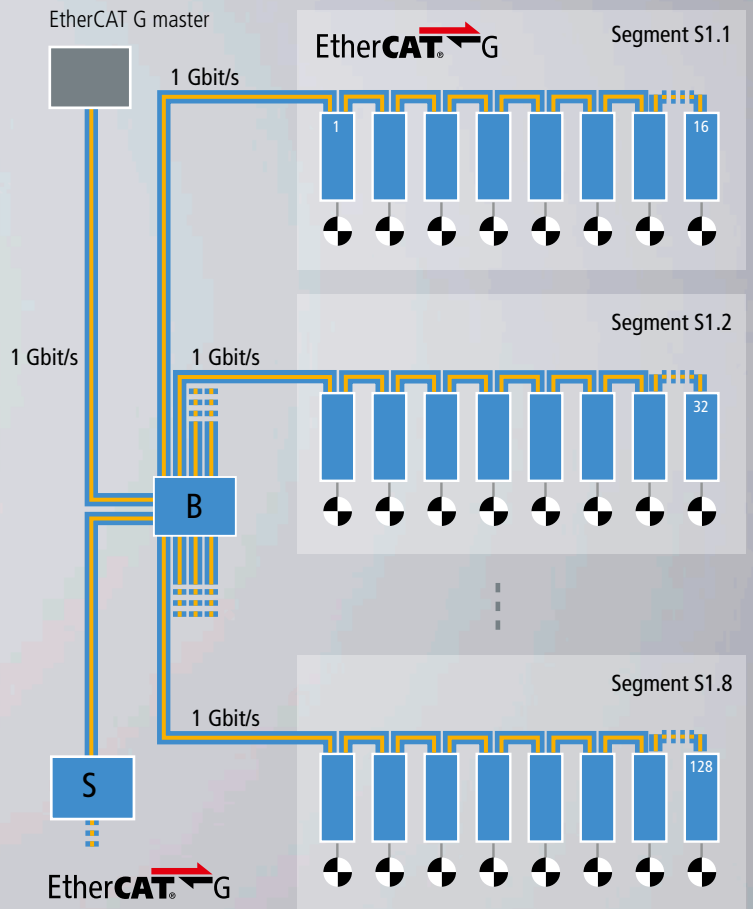 EtherCAT G master
1 Gbit/s
EtherCAT® G
Segment S1.1
1
16
Segment S1.2
1 Gbit/s
1 Gbit/s
32
B
Segment S1.8
1 Gbit/s
128
S
EtherCAT® G